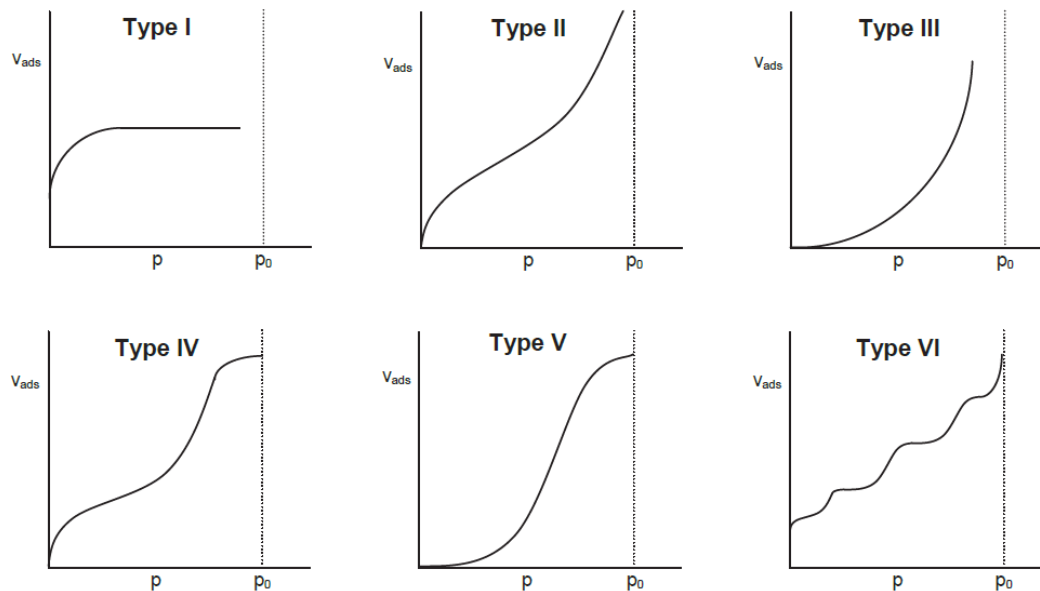 Type I
Vads
p
p0
Type II
Vads
p
p0
Type III
Vads
p
p0
Type IV
Vads
p
p0
Type V
Vads
p
p0
Type VI
Vads
p
p0